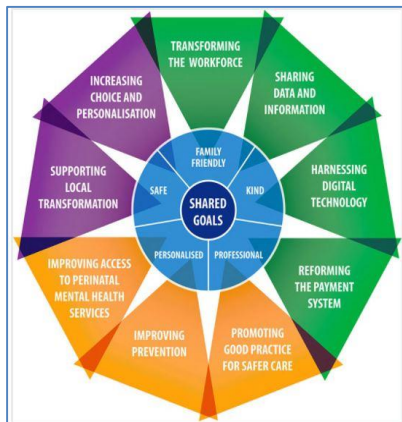 TRANSFORMING
THE WORKFORCE
SHARING
DATA AND
INFORMATION
HARNESSING
DIGITAL
TECHNOLOGY
REFORMING
THE PAYMENT
SYSTEM
PROMOTING
GOOD PRACTICE
FOR SAFER CARE
IMPROVING
PREVENTION
IMPROVING ACCESS
TO PERINATAL
MENTAL HEALTH
SERVICES
SUPPORTING
LOCAL
TRANSFORMATION
INCREASING
CHOICE AND
PERSONALISATION
FAMILY
FRIENDLY
KIND
PROFESSIONAL
PERSONALISED
SAFE
SHARED
GOALS